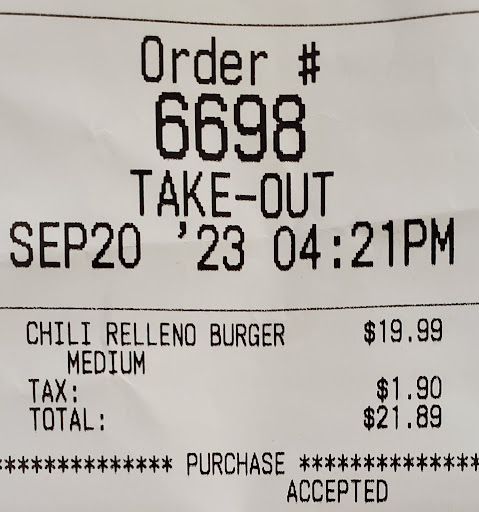 Order #
6698
TAKE-OUT
SEP20 '23 04:21PM
CHILI RELLENO BURGER $19.99
MEDIUM
TAX: $1.90
TOTAL: $21.89
************** PURCHASE **************
ACCEPTED